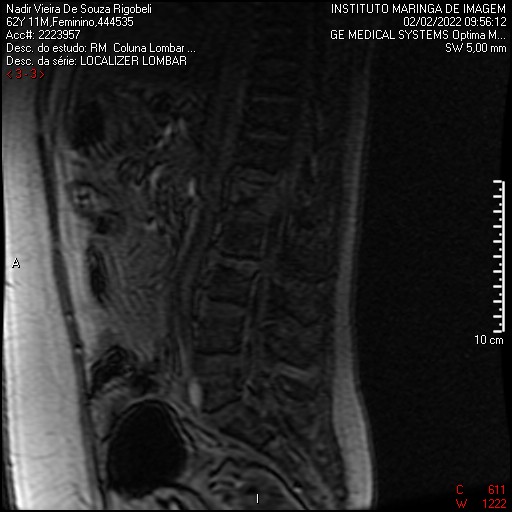 Nadir Vieira De Souza Rigobeli
62Y 11M,Feminino,444535
Acc#: 2223957
Desc. do estudo: RM Coluna Lombar ...
Desc. da série: LOCALIZER LOMBAR
< 3 - 3 >
INSTITUTO MARINGA DE IMAGEM
02/02/2022 09:56:12
GE MEDICAL SYSTEMS Optima M...
SW 5,00 mm
A
10 cm
I
C 611
W 1222